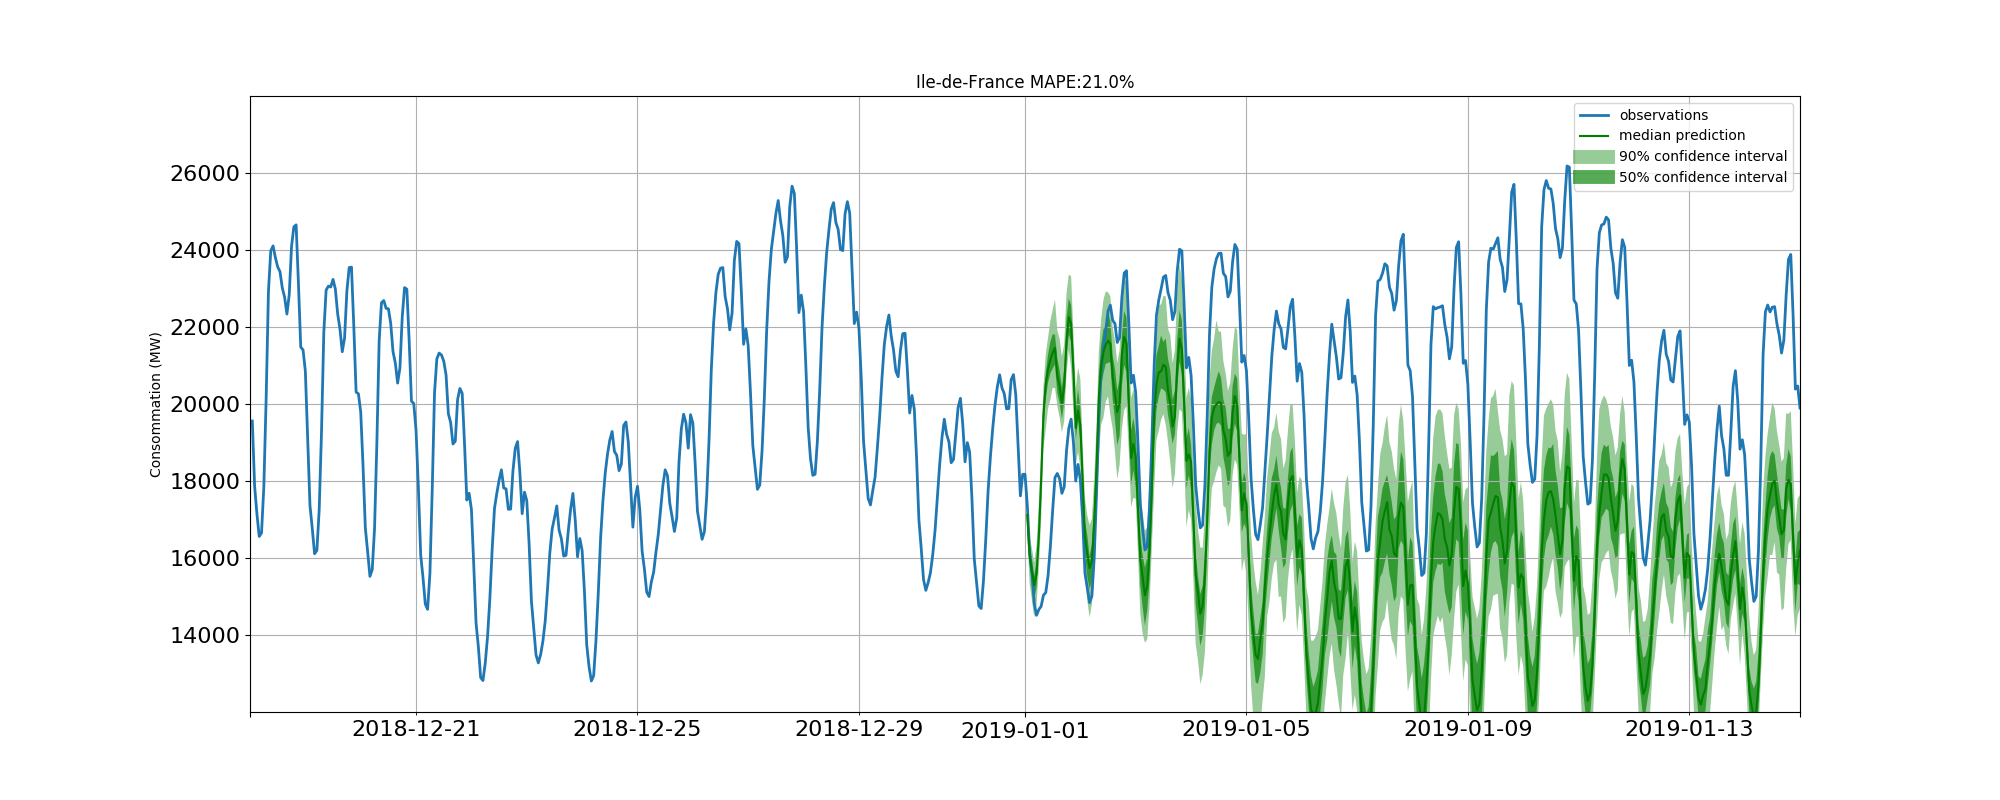 Ile-de-France MAPE:21.0%
observations
median prediction
90% confidence interval
50% confidence interval
Consommation (MW)
26000
24000
22000
20000
18000
16000
14000
2018-12-21
2018-12-25
2018-12-29
2019-01-01
2019-01-05
2019-01-09
2019-01-13